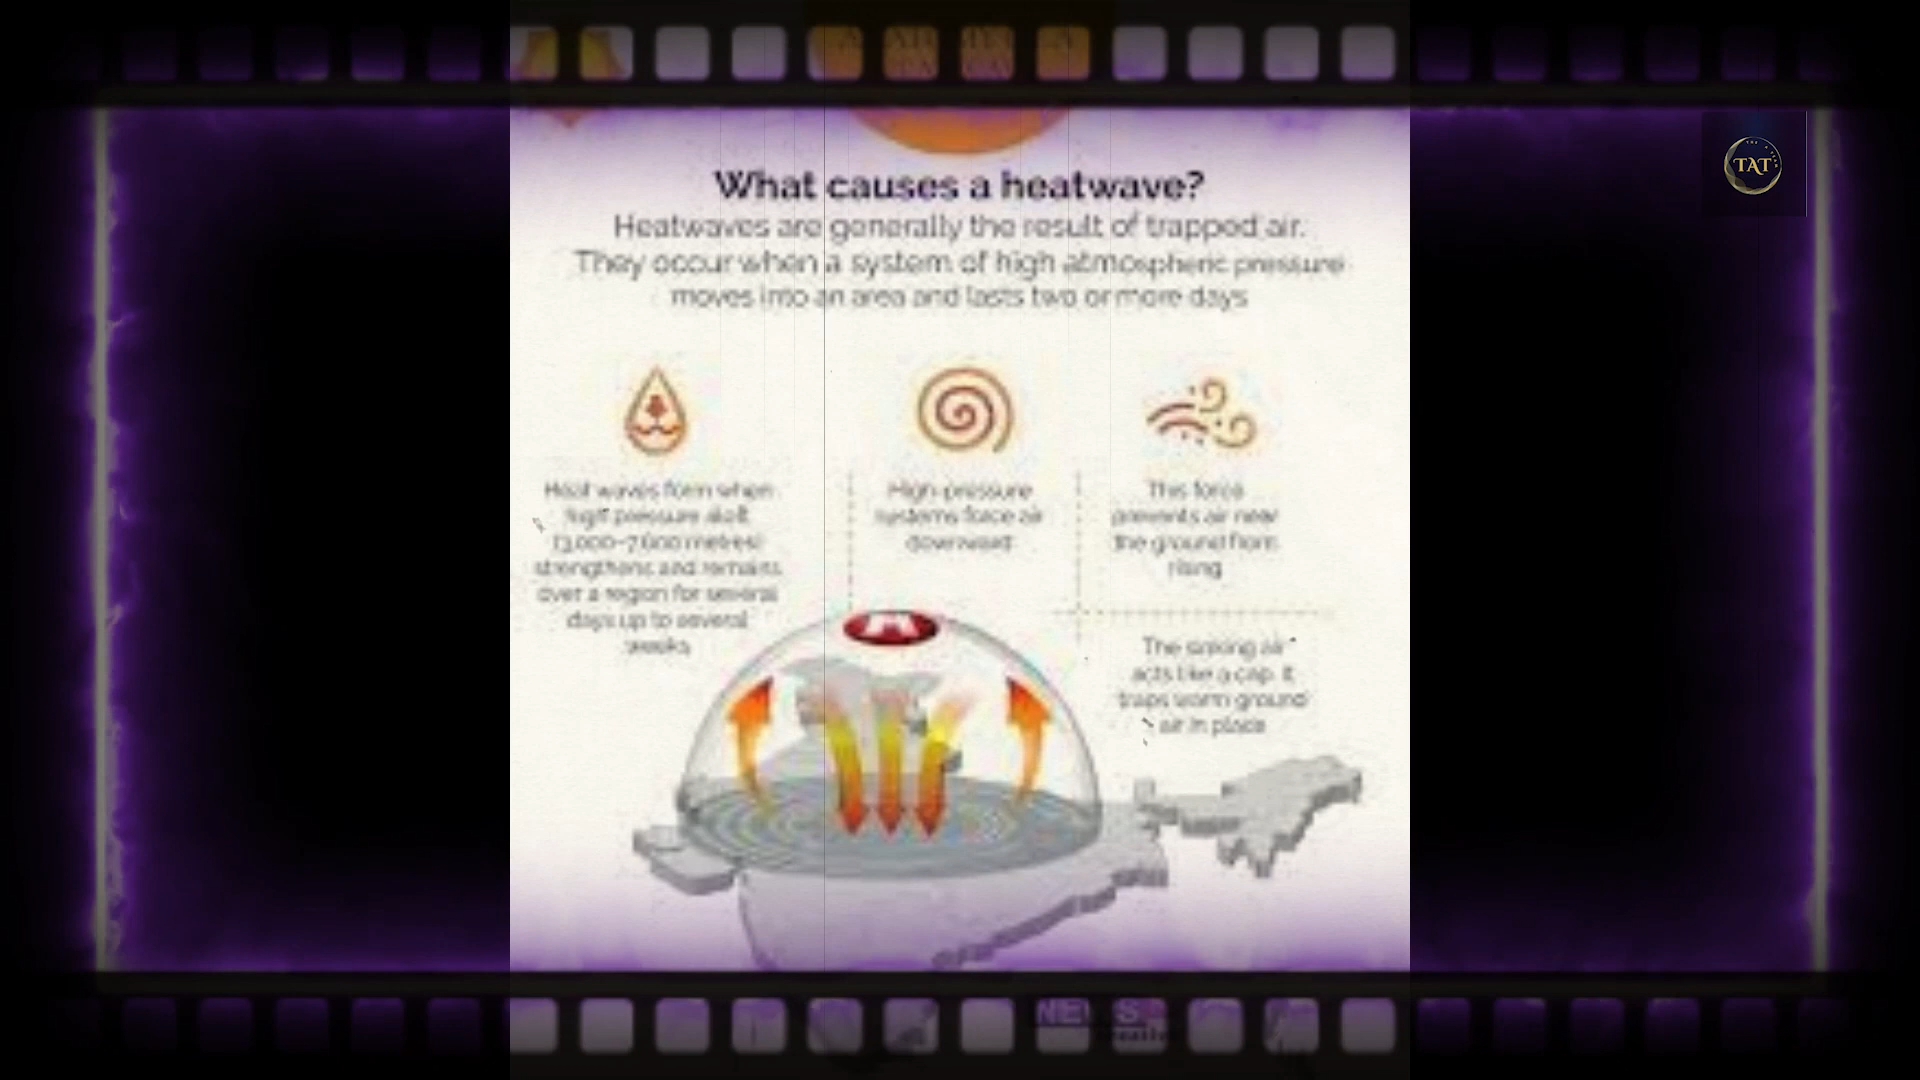 What causes a heatwave?
Heatwaves are generally the result of trapped air.
They occur when a system of high atmospheric pressure
moves into an area and lasts two or more days
Heat waves form when
high pressure aloft
(3,000–7,600 metres)
strengthens and remains
over a region for several
days up to several
weeks
High-pressure
systems force air
downward
This force
prevents air near
the ground from
rising
The sinking air
acts like a cap. It
traps warm ground
air in place
TAT
NEWS